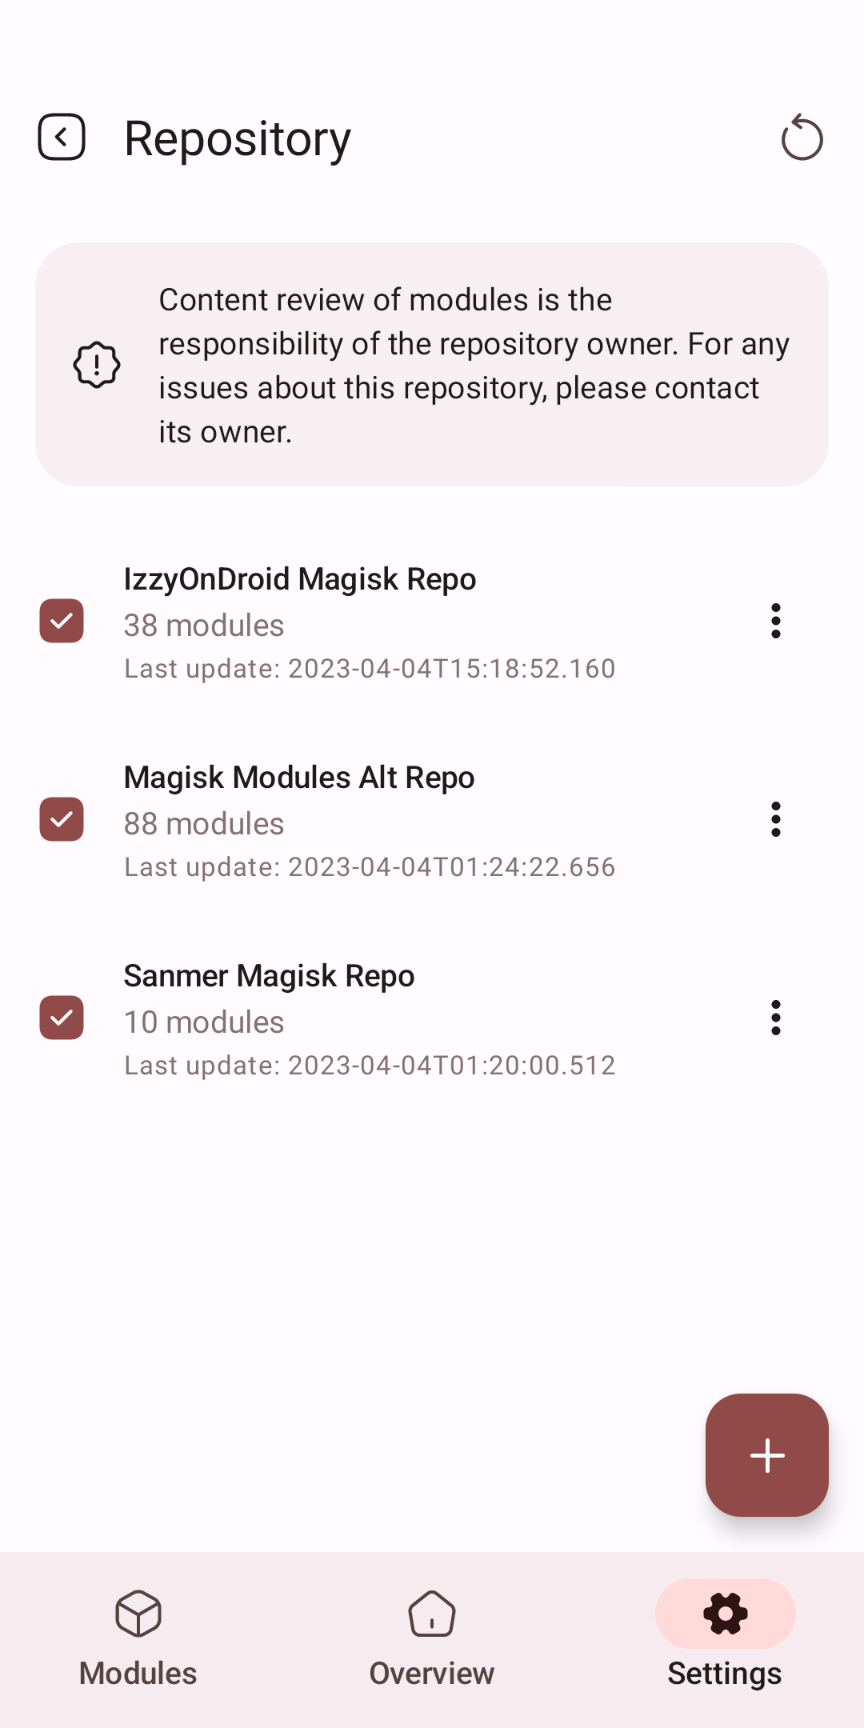 Repository
Content review of modules is the
responsibility of the repository owner. For any
issues about this repository, please contact
its owner.
IzzyOnDroid Magisk Repo
38 modules
Last update: 2023-04-04T15:18:52.160
Magisk Modules Alt Repo
88 modules
Last update: 2023-04-04T01:24:22.656
Sanmer Magisk Repo
10 modules
Last update: 2023-04-04T01:20:00.512
Modules
Overview
Settings